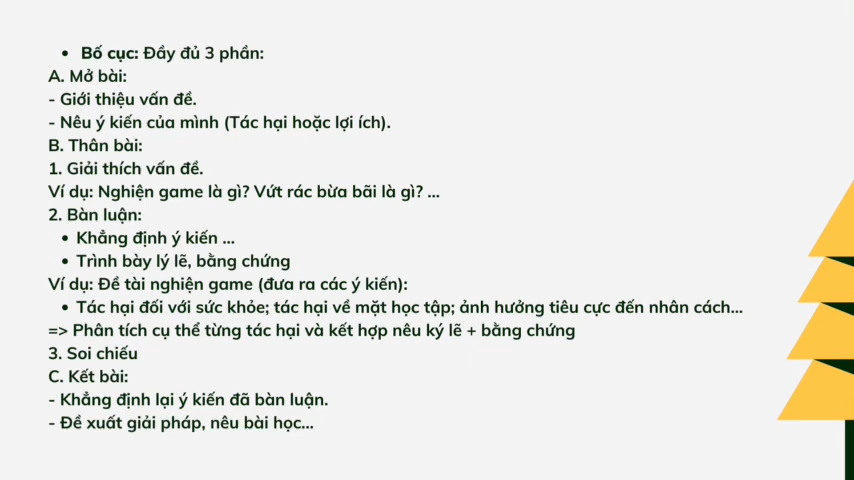 • Bố cục: Đầy đủ 3 phần:
A. Mở bài:
- Giới thiệu vấn đề.
- Nêu ý kiến của mình (Tác hại hoặc lợi ích).
B. Thân bài:
1. Giải thích vấn đề.
Ví dụ: Nghiện game là gì? Vứt rác bừa bãi là gì? ...
2. Bàn luận:
• Khẳng định ý kiến ...
• Trình bày lý lẽ, bằng chứng
Ví dụ: Đề tài nghiện game (đưa ra các ý kiến):
• Tác hại đối với sức khỏe; tác hại về mặt học tập; ảnh hưởng tiêu cực đến nhân cách...
=> Phân tích cụ thể từng tác hại và kết hợp nêu ký lẽ + bằng chứng
3. Soi chiếu
C. Kết bài:
- Khẳng định lại ý kiến đã bàn luận.
- Đề xuất giải pháp, nêu bài học...